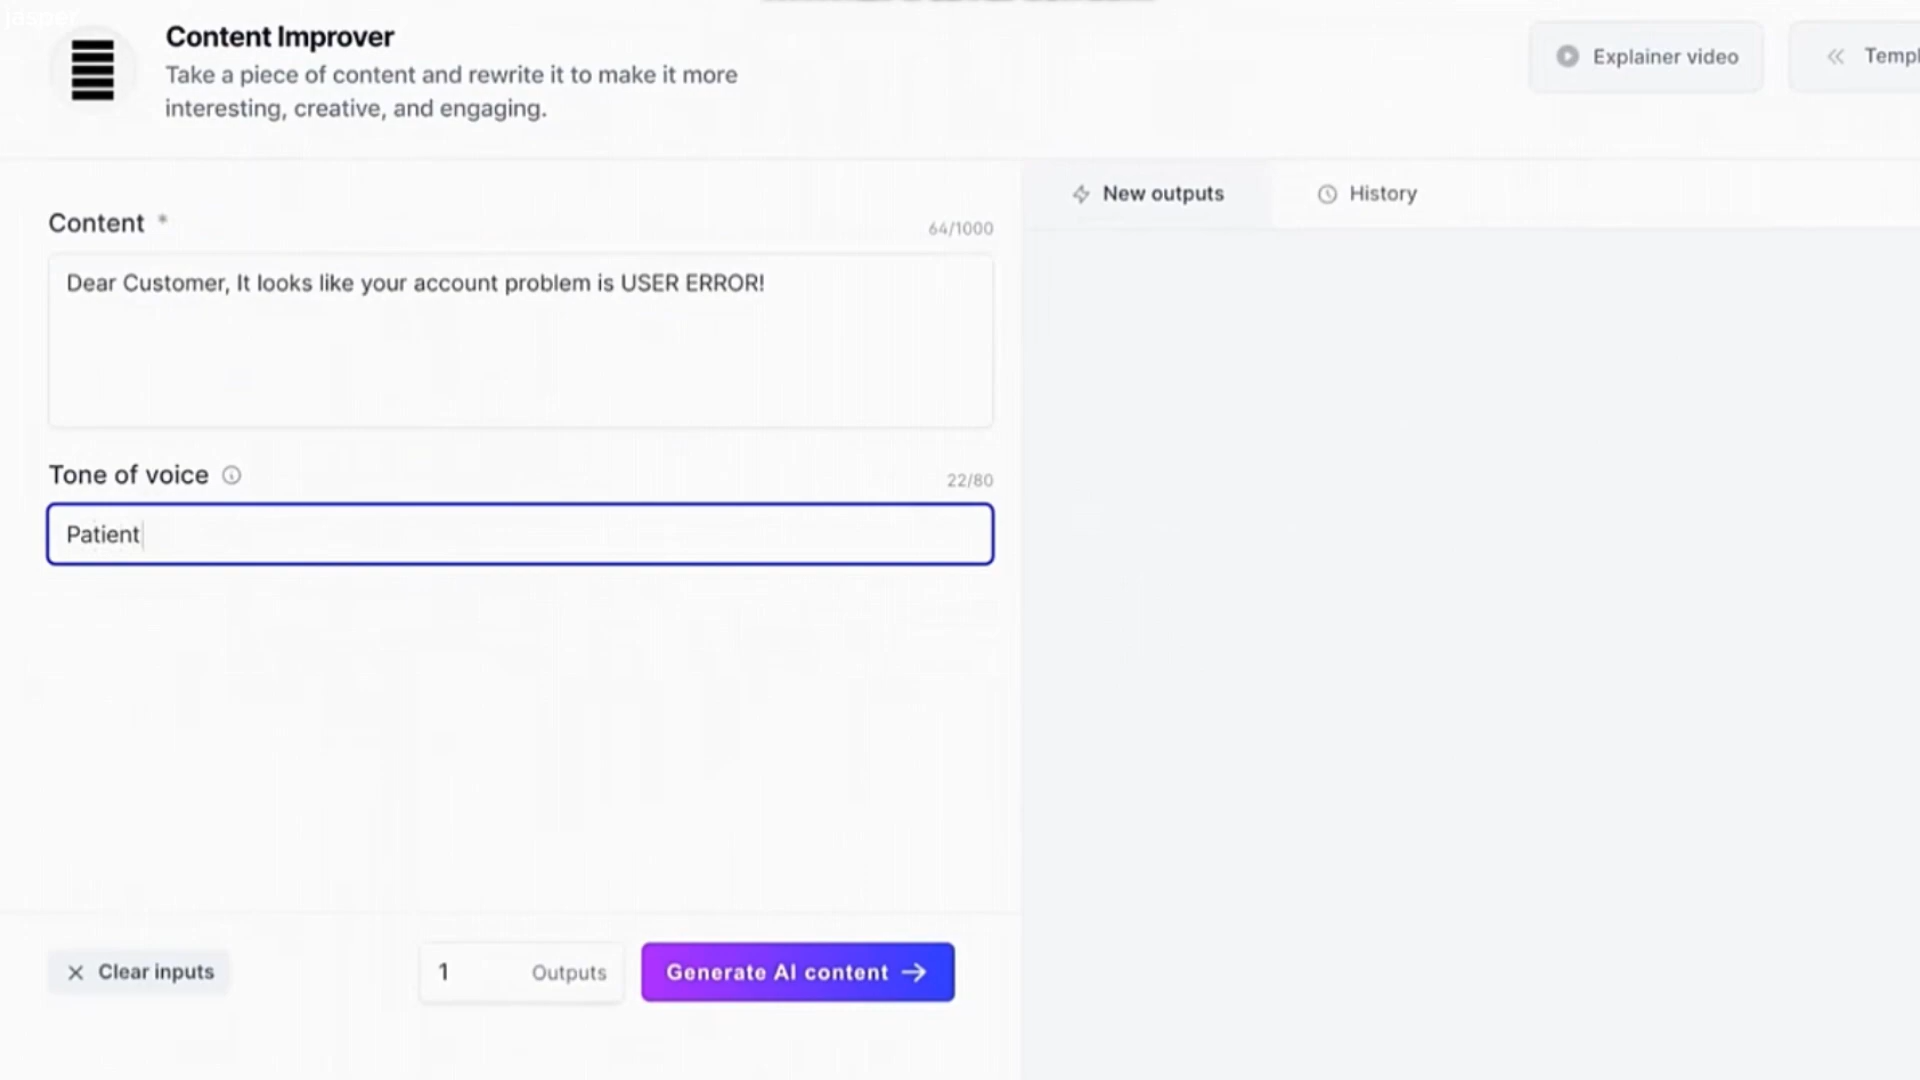 jasper
Content Improver
Take a piece of content and rewrite it to make it more
interesting, creative, and engaging.
Explainer video
Templ
New outputs
History
Content *
64/1000
Dear Customer, It looks like your account problem is USER ERROR!
Tone of voice
22/80
Patient
Clear inputs
1 Outputs
Generate AI content